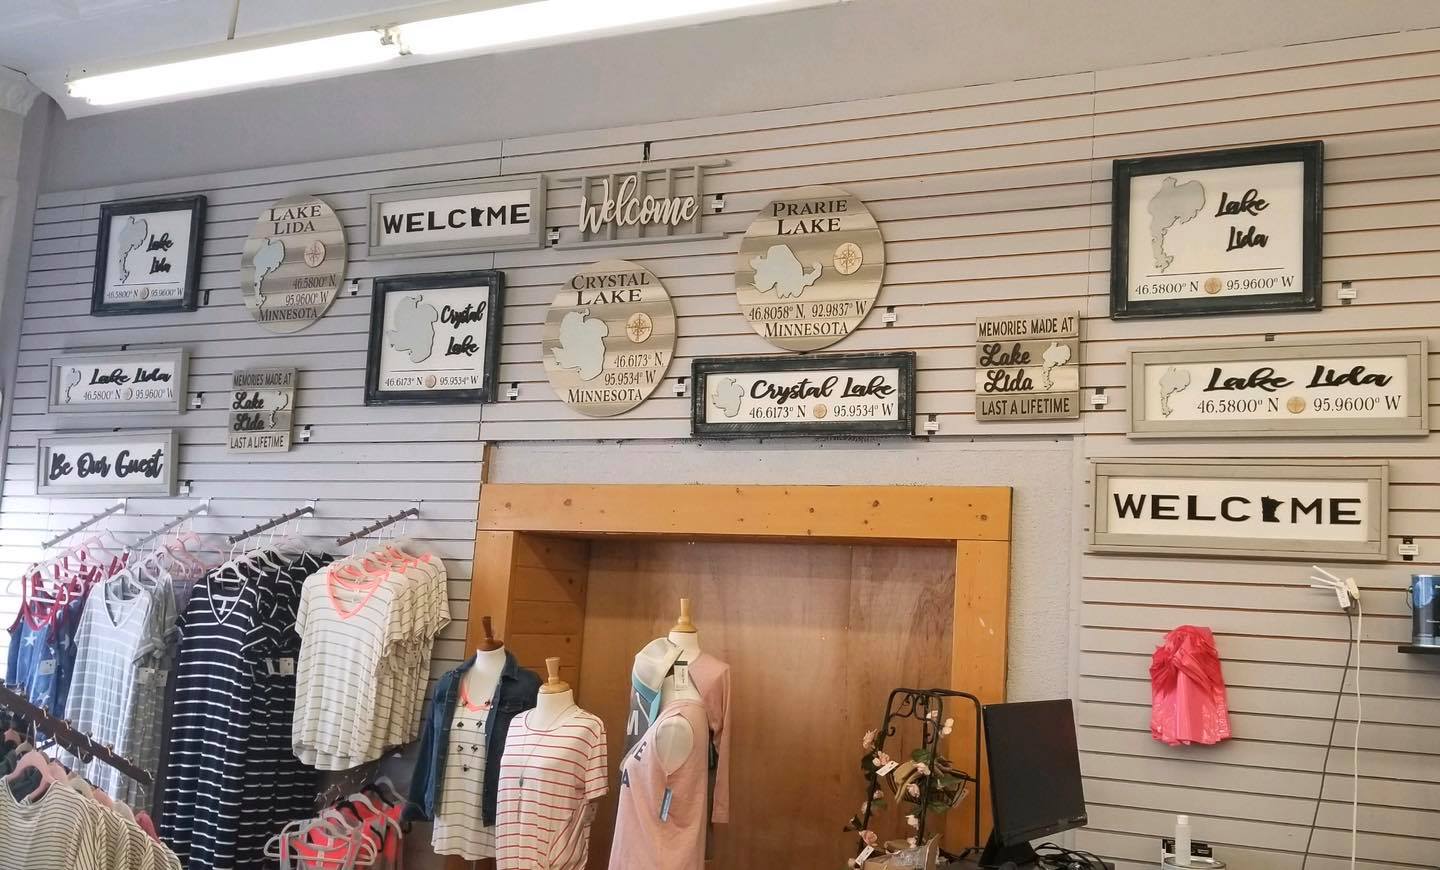 Lake
Lida
46.5800° N 95.9600° W
LAKE
LIDA
46.5800° N,
95.9600° W
MINNESOTA
WELCOME
Welcome
PRARIE
LAKE
46.8058° N, 92.9837° W
MINNESOTA
Lake
Lida
46.5800° N 95.9600° W
Crystal
Lake
46.6173° N 95.9534° W
CRYSTAL
LAKE
46.6173° N,
95.9534° W
MINNESOTA
Crystal Lake
46.6173° N 95.9534° W
MEMORIES MADE AT
Lake
Lida
LAST A LIFETIME
Lake Lida
46.5800° N 95.9600° W
Lake Lida
46.5800° N 95.9600° W
MEMORIES MADE AT
Lake
Lida
LAST A LIFETIME
Be Our Guest
WELCOME